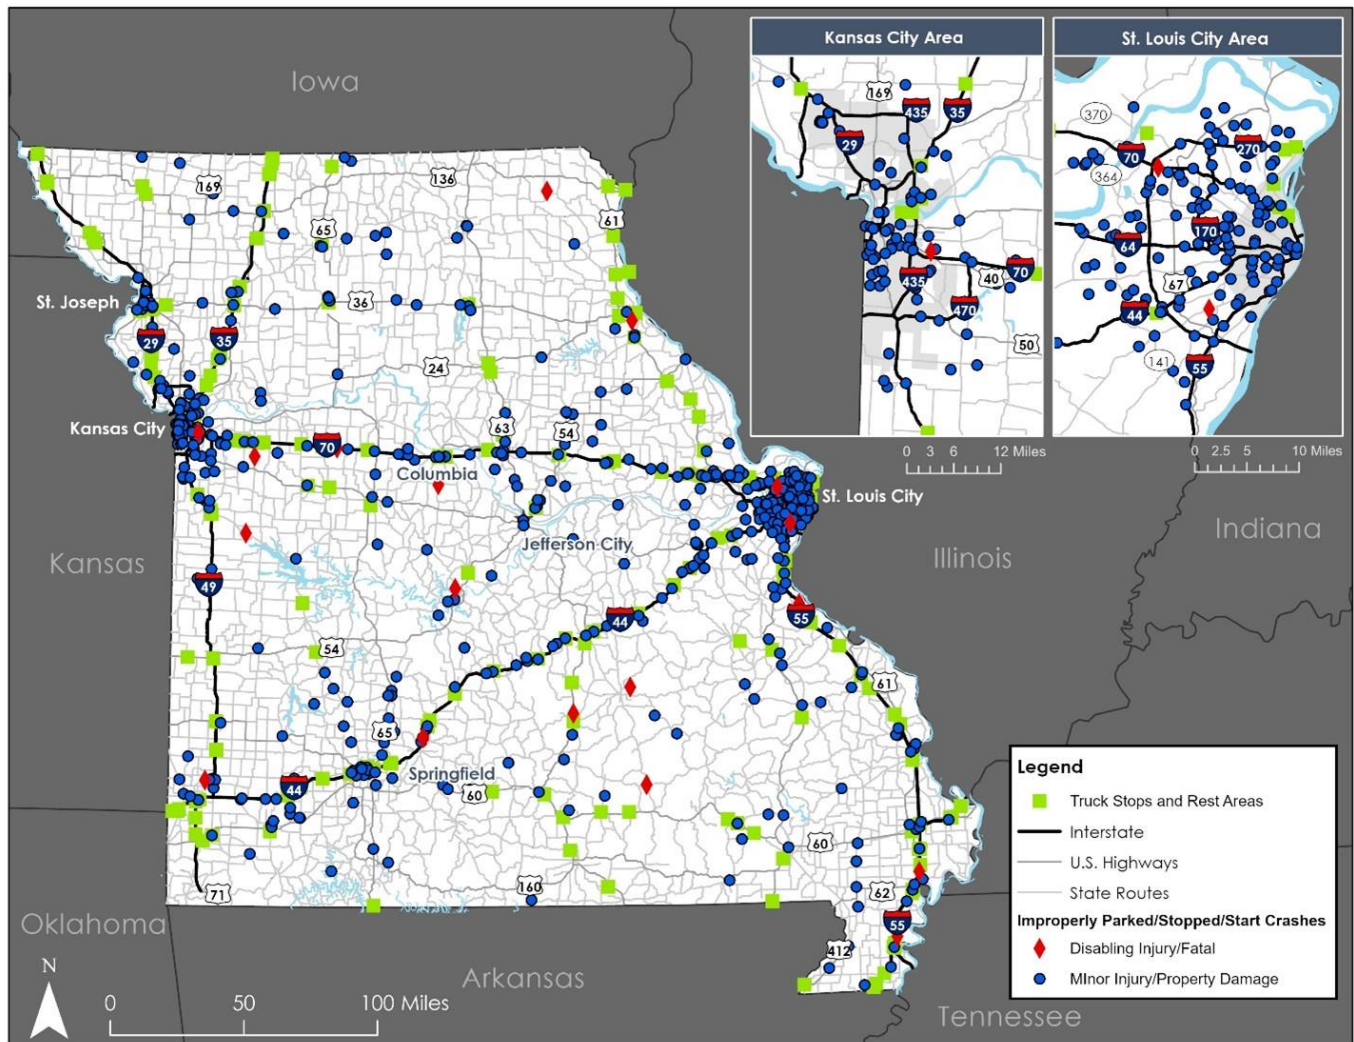 Kansas City Area
St. Louis City Area
169
435
35
29
435
40
70
470
50
0 3 6 12 Miles
370
70
270
364
170
64
67
44
141
55
0 2.5 5 10 Miles
Iowa
169
136
65
61
St. Joseph
36
29
35
24
Kansas City
63
54
70
Columbia
St. Louis City
Jefferson City
Kansas
Illinois
Indiana
49
44
55
54
61
65
Springfield
44
60
60
160
62
71
Oklahoma
55
412
Arkansas
Tennessee
N
0 50 100 Miles
Legend
Truck Stops and Rest Areas
Interstate
U.S. Highways
State Routes
Improperly Parked/Stopped/Start Crashes
Disabling Injury/Fatal
MInor Injury/Property Damage